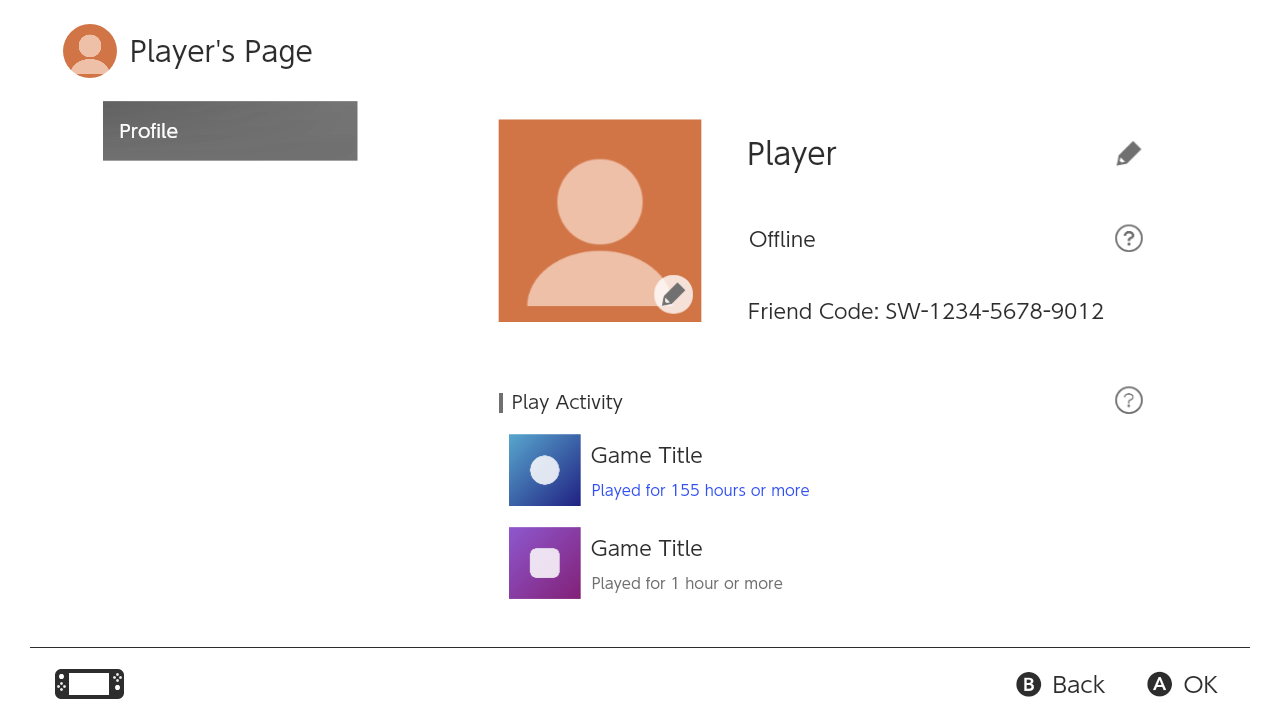 Player's Page
Profile
Player
Offline
?
Friend Code: SW-1234-5678-9012
Play Activity
?
Game Title
Played for 155 hours or more
Game Title
Played for 1 hour or more
B Back
A OK